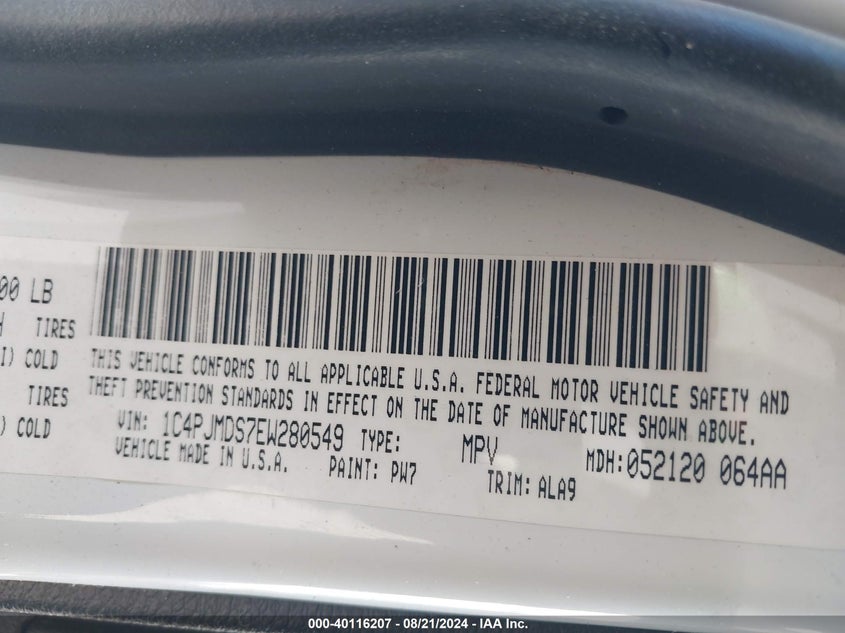 00 LB
TIRES
I) COLD
TIRES
) COLD
THIS VEHICLE CONFORMS TO ALL APPLICABLE U.S.A. FEDERAL MOTOR VEHICLE SAFETY AND
THEFT PREVENTION STANDARDS IN EFFECT ON THE DATE OF MANUFACTURE SHOWN ABOVE.
VIN: 1C4PJMDS7EW280549 TYPE: MPV MDH:052120 064AA
VEHICLE MADE IN U.S.A. PAINT: PW7 TRIM: ALA9
000-40116207 - 08/21/2024 - IAA Inc.